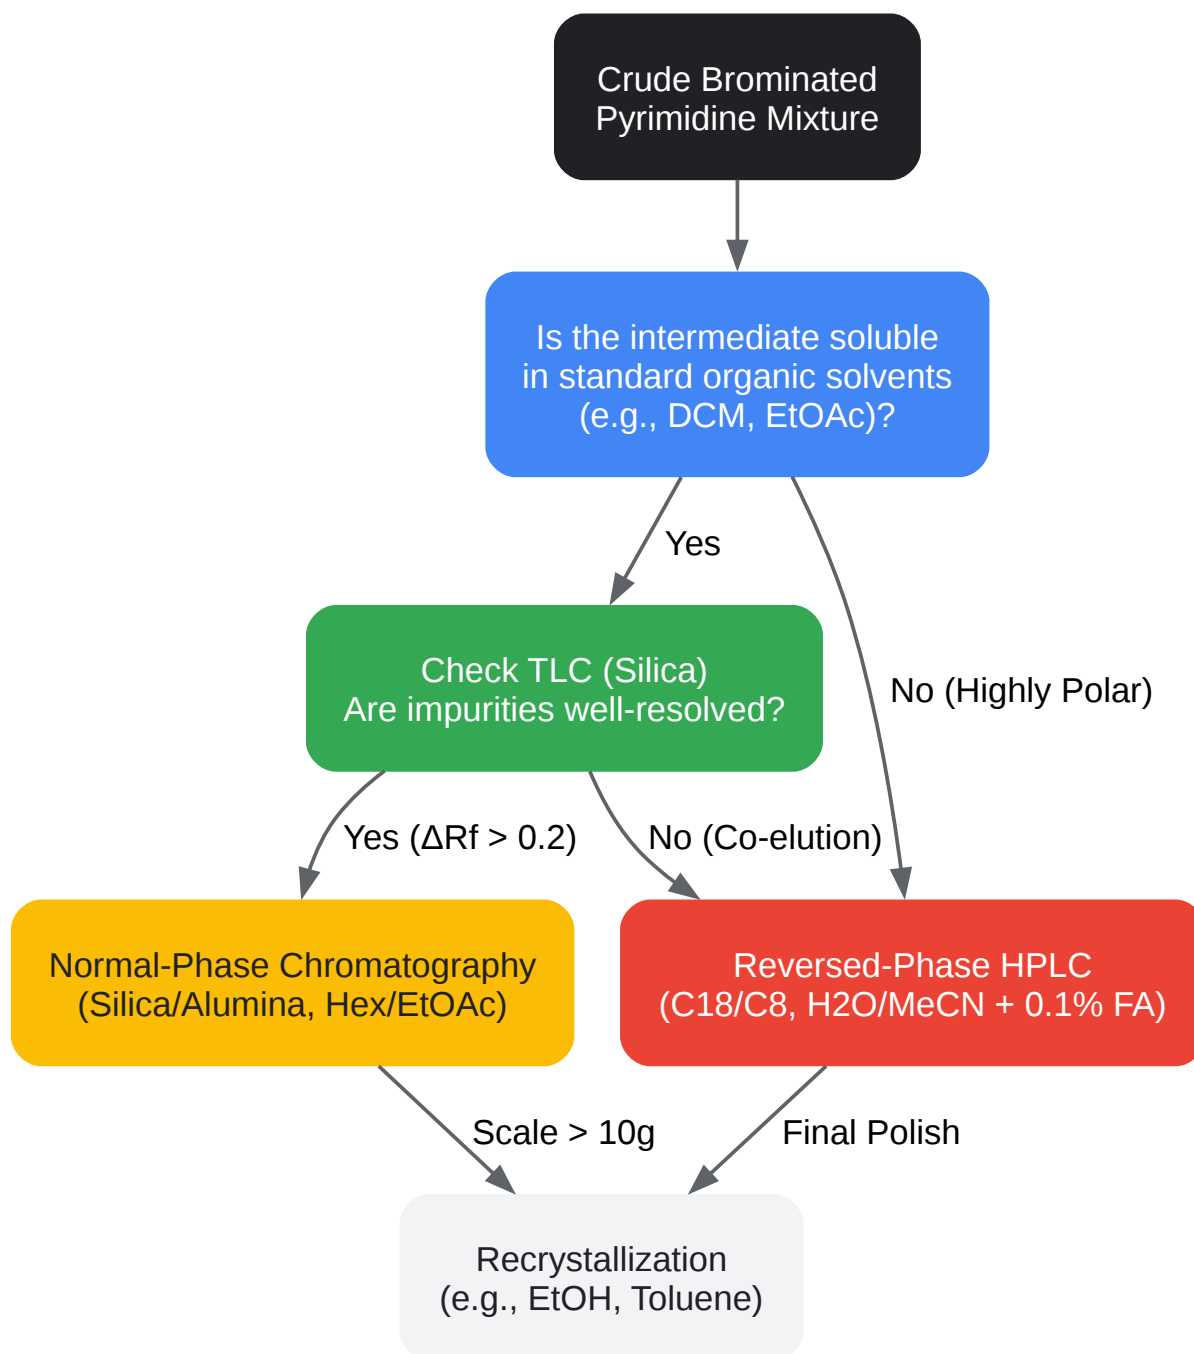 Crude Brominated
Pyrimidine Mixture
Is the intermediate soluble
in standard organic solvents
(e.g., DCM, EtOAc)?
Yes
Check TLC (Silica)
Are impurities well-resolved?
No (Highly Polar)
Yes (ΔRf > 0.2)
No (Co-elution)
Normal-Phase Chromatography
(Silica/Alumina, Hex/EtOAc)
Reversed-Phase HPLC
(C18/C8, H2O/MeCN + 0.1% FA)
Scale > 10g
Final Polish
Recrystallization
(e.g., EtOH, Toluene)